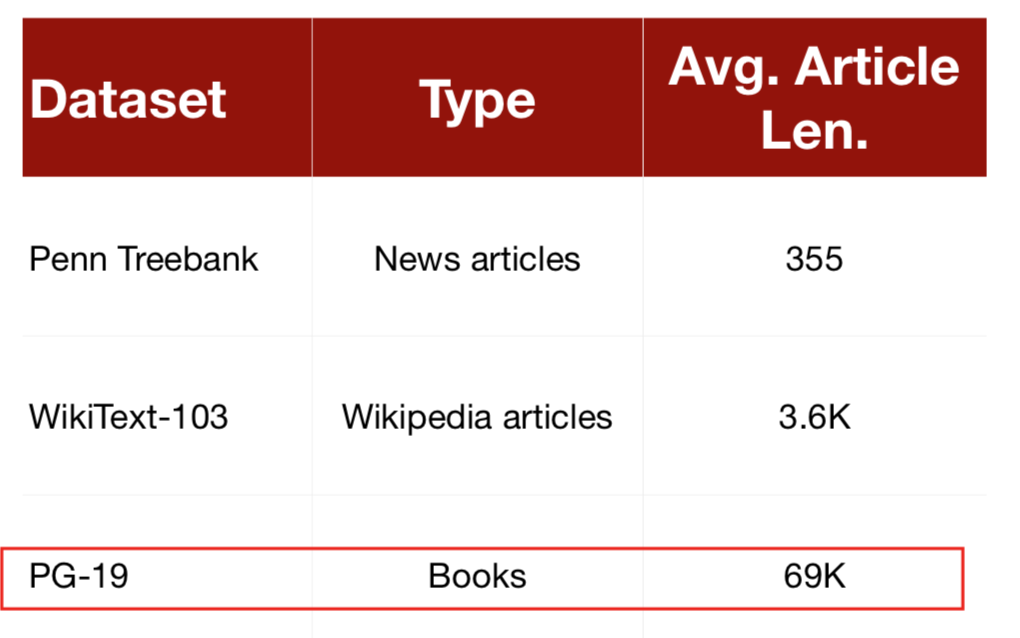 Dataset Type Avg. Article
Len.
Penn Treebank News articles 355
WikiText-103 Wikipedia articles 3.6K
PG-19 Books 69K